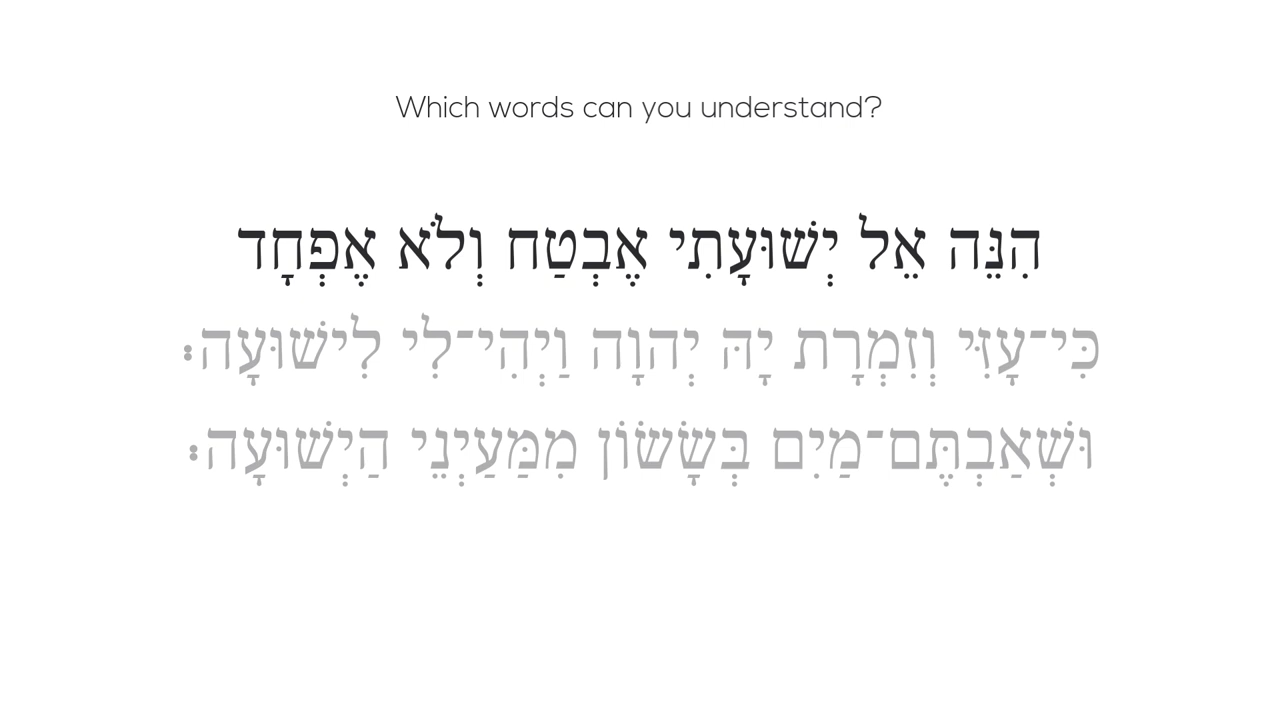 Which words can you understand?
הִנֵּה אֵל יְשׁוּעָתִי אֶבְטַח וְלֹא אֶפְחָד
כִּי־עָזִּי וְזִמְרָת יָהּ יְהוָה וַיְהִי־לִי לִישׁוּעָה׃
וּשְׁאַבְתֶּם־מַיִם בְּשָׂשׂוֹן מִמַּעַיְנֵי הַיְשׁוּעָה׃